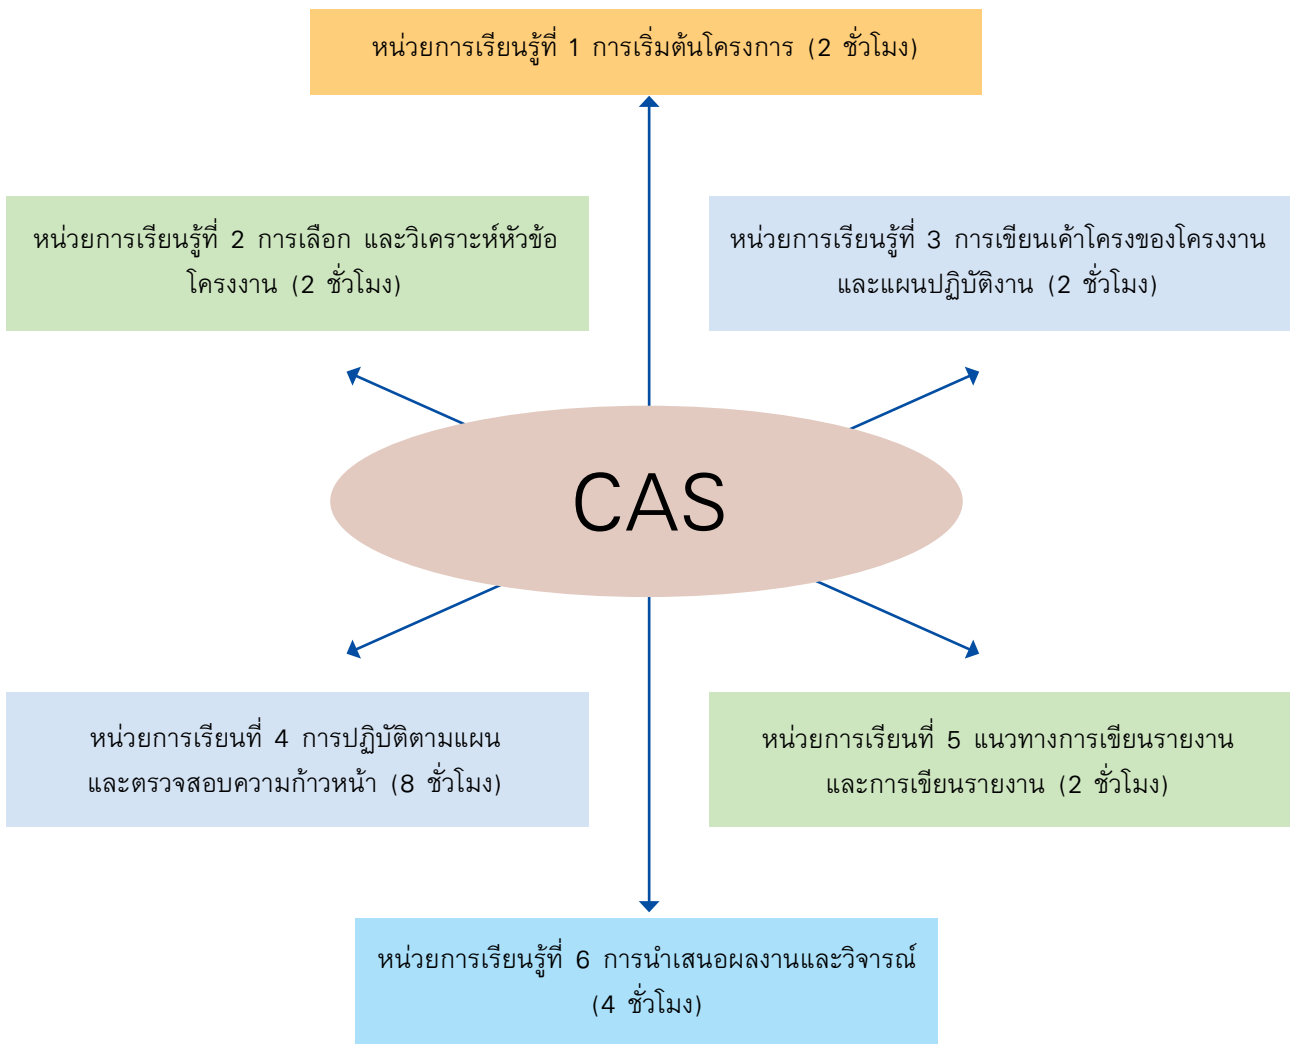 หน่วยการเรียนรู้ที่ 1 การเริ่มต้นโครงการ (2 ชั่วโมง)
หน่วยการเรียนรู้ที่ 2 การเลือก และวิเคราะห์หัวข้อ
โครงงาน (2 ชั่วโมง)
หน่วยการเรียนรู้ที่ 3 การเขียนเค้าโครงของโครงงาน
และแผนปฏิบัติงาน (2 ชั่วโมง)
CAS
หน่วยการเรียนที่ 4 การปฏิบัติตามแผน
และตรวจสอบความก้าวหน้า (8 ชั่วโมง)
หน่วยการเรียนที่ 5 แนวทางการเขียนรายงาน
และการเขียนรายงาน (2 ชั่วโมง)
หน่วยการเรียนรู้ที่ 6 การนำเสนอผลงานและวิจารณ์
(4 ชั่วโมง)